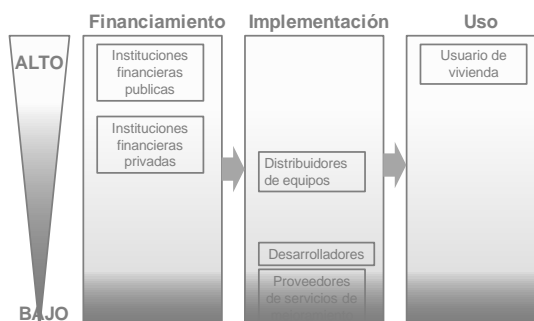 Financiamiento
Implementación
Uso
ALTO
BAJO
Instituciones
financieras
publicas
Instituciones
financieras
privadas
Distribuidores
de equipos
Desarrolladores
Proveedores
de servicios de
Usuario de
vivienda